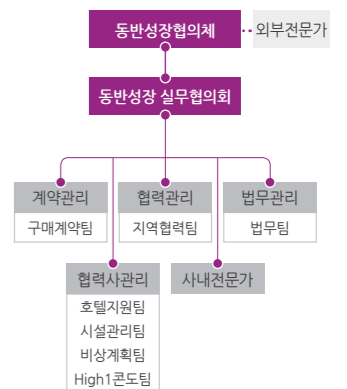 동반성장협의체
외부전문가
동반성장 실무협의회
계약관리
협력관리
법무관리
구매계약팀
지역협력팀
법무팀
협력사관리
사내전문가
호텔지원팀
시설관리팀
비상계획팀
High1콘도팀